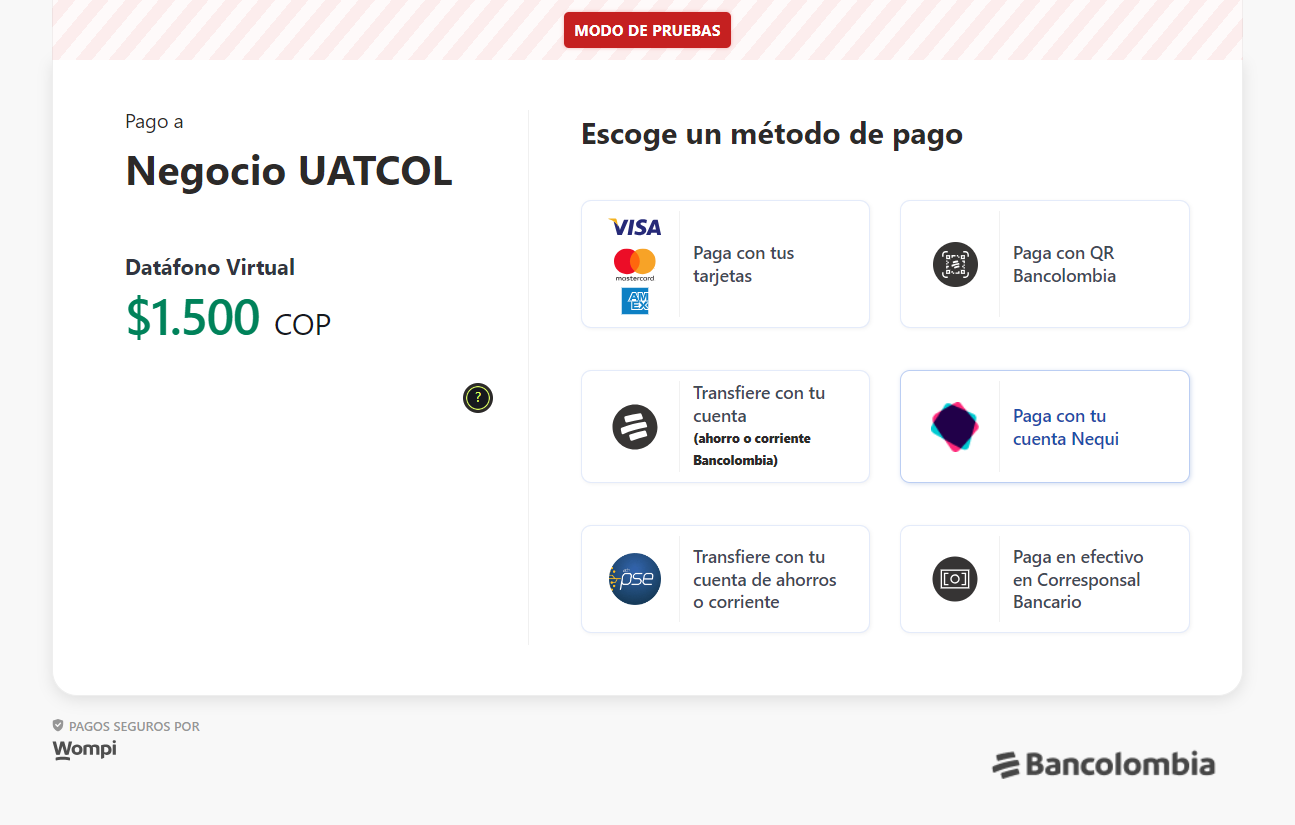 MODO DE PRUEBAS
Pago a
Negocio UATCOL
Datáfono Virtual
$1.500 COP
?
Escoge un método de pago
VISA
mastercard
AM
EX
Paga con tus
tarjetas
Paga con QR
Bancolombia
Transfiere con tu
cuenta
(ahorro o corriente
Bancolombia)
Paga con tu
cuenta Nequi
pse
Transfiere con tu
cuenta de ahorros
o corriente
Paga en efectivo
en Corresponsal
Bancario
PAGOS SEGUROS POR
Wompi
Bancolombia